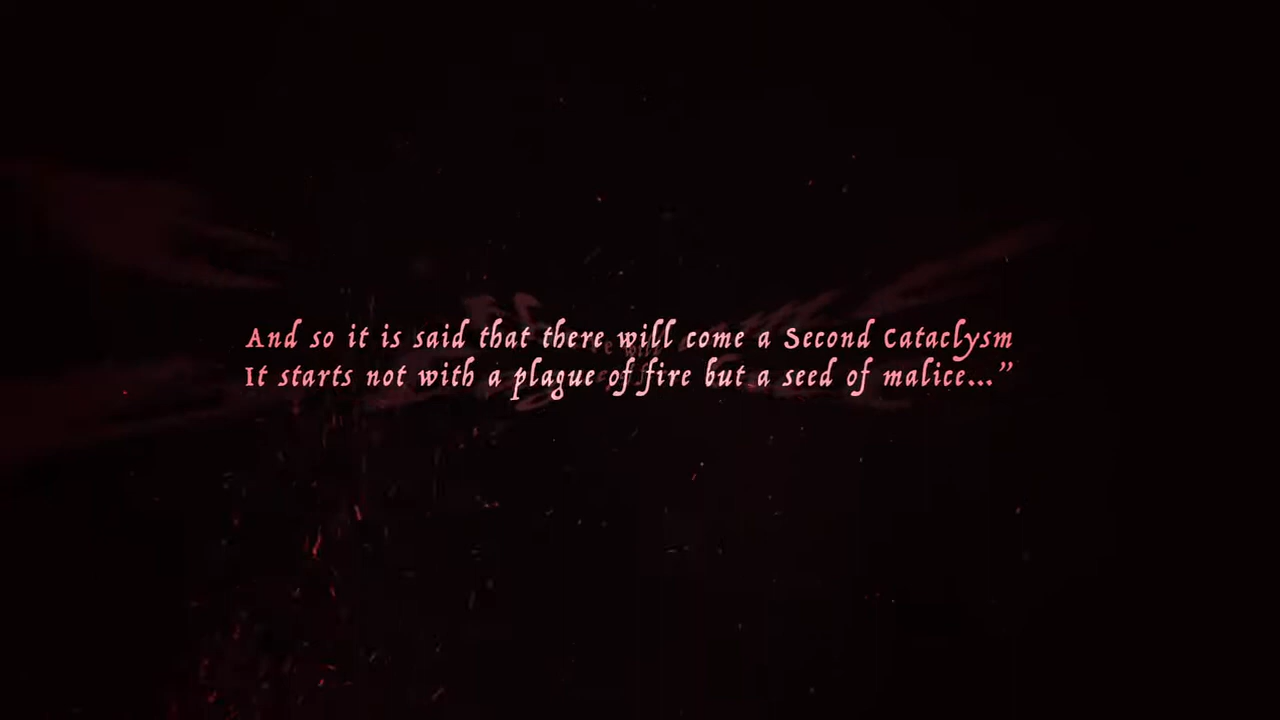 And so it is said that there will come a Second Cataclysm
It starts not with a plague of fire but a seed of malice..."